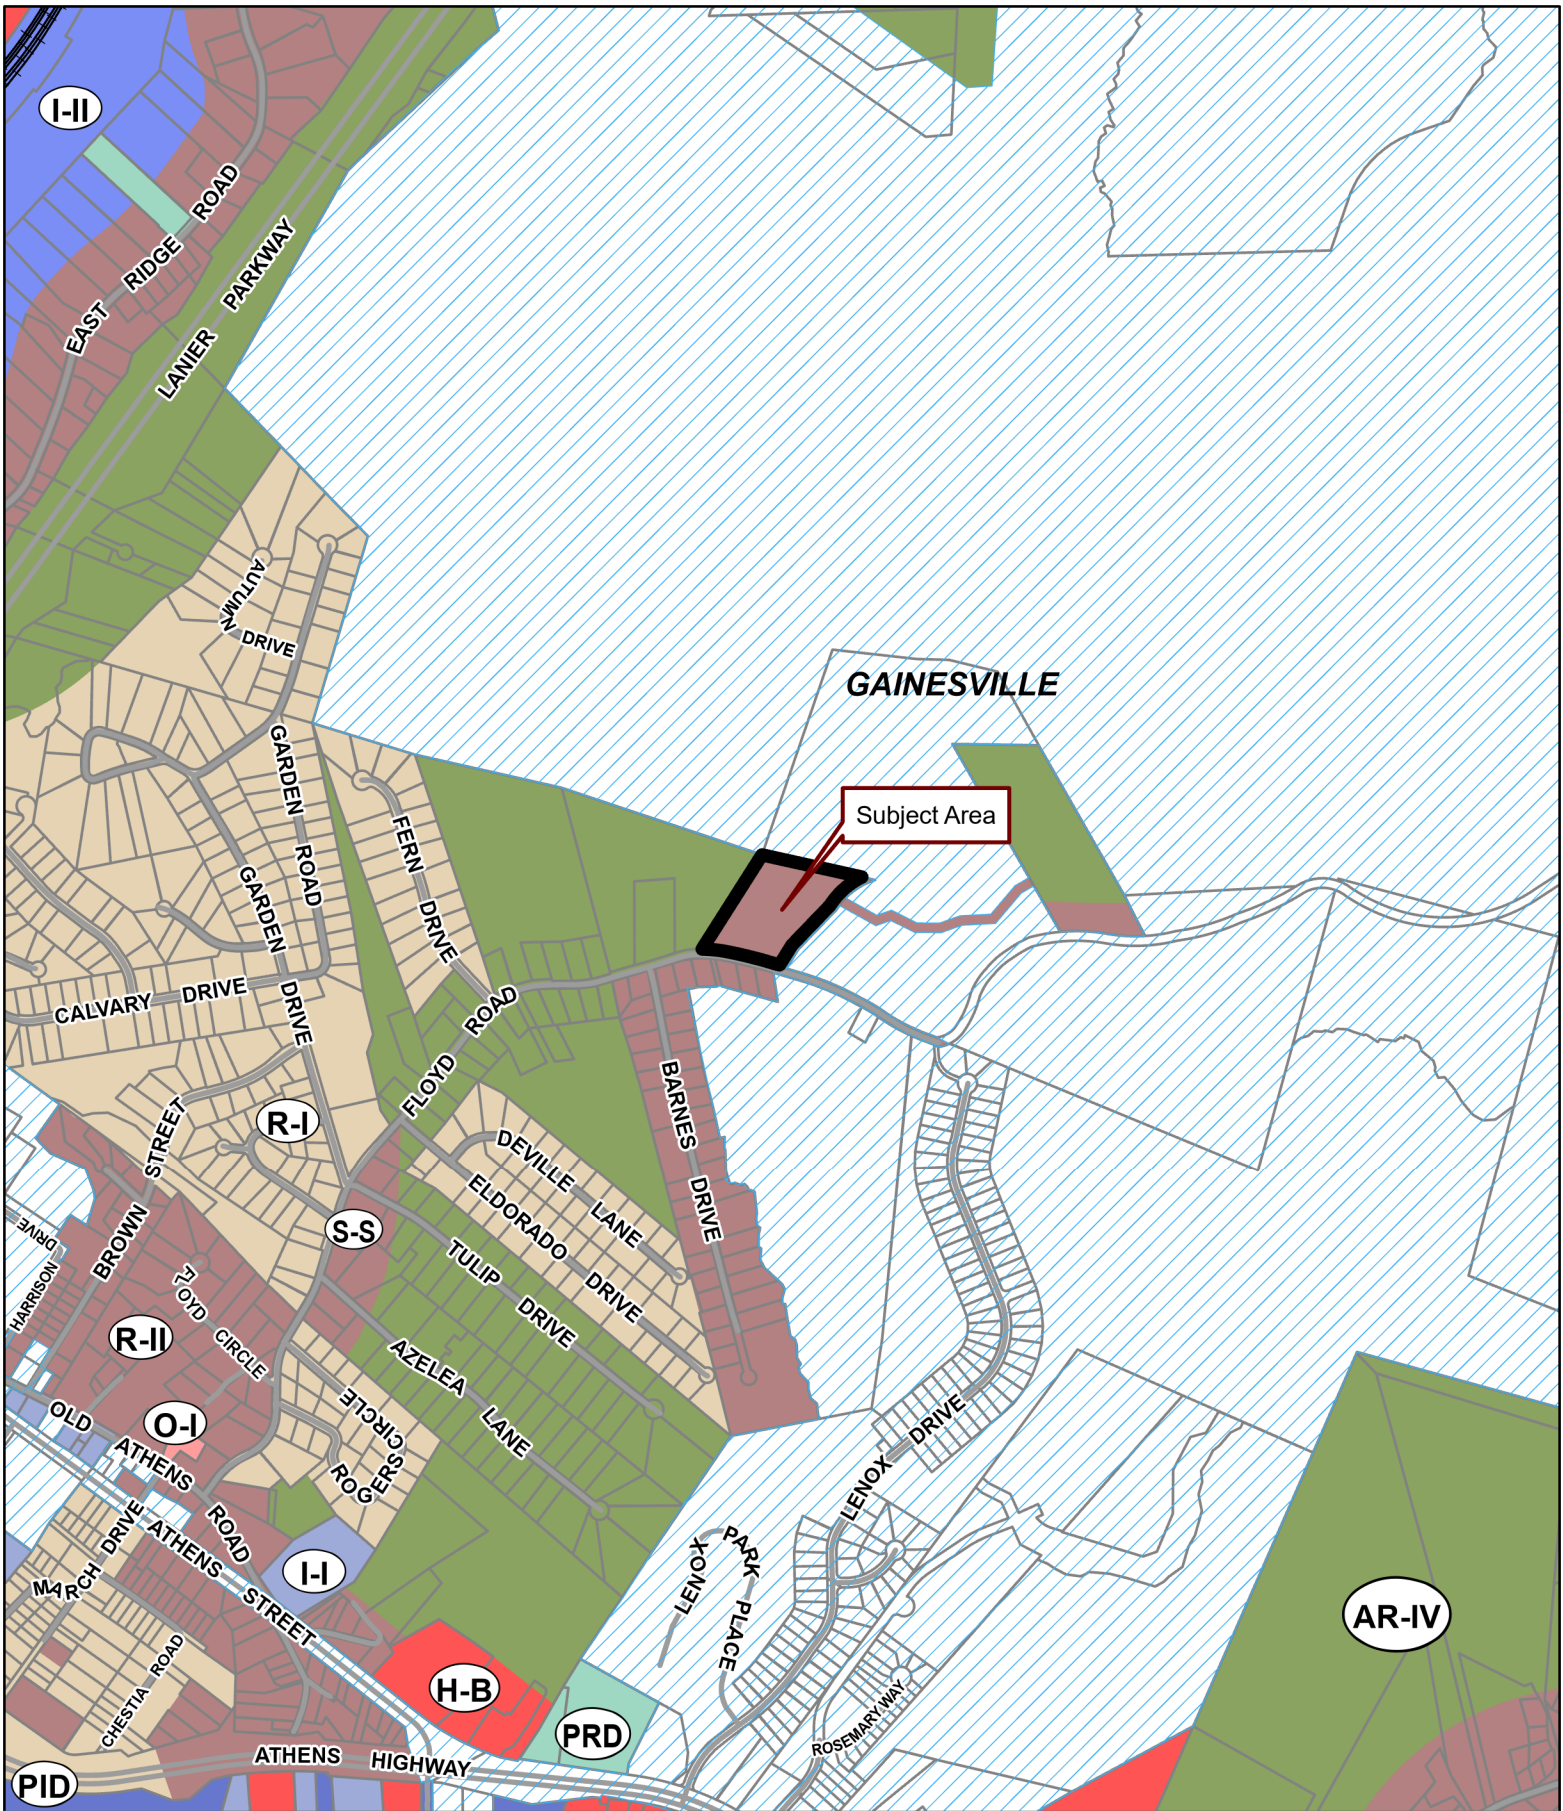 I-II
EAST RIDGE ROAD
LANIER PARKWAY
AUTUMN DRIVE
GAINESVILLE
GARDEN ROAD
Subject Area
FERN DRIVE
GARDEN DRIVE
CALVARY DRIVE
FLOYD ROAD
BARNES DRIVE
R-I
BROWN STREET
DEVILLE LANE
ELDORADO DRIVE
S-S
TULIP DRIVE
DRIVE
HARRISON
FLOYD CIRCLE
R-II
AZELEA LANE
ROGERS CIRCLE
O-I
OLD ATHENS ROAD
LENOX DRIVE
ATHENS STREET
MARCH DRIVE
I-I
LENOX PARK PLACE
AR-IV
CHESTIA ROAD
H-B
PRD
ROSEMARY WAY
ATHENS HIGHWAY
PID